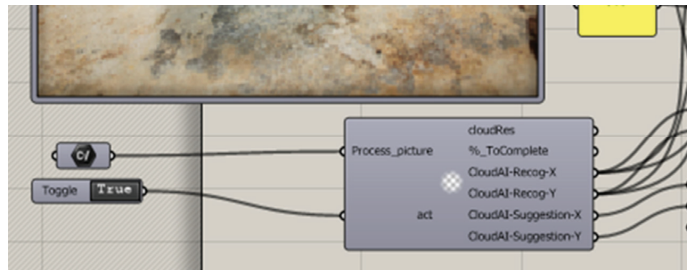 cloudRes
Process_picture %_ToComplete
CloudAI-Recog-X
Toggle True CloudAI-Recog-Y
act CloudAI-Suggestion-X
CloudAI-Suggestion-Y